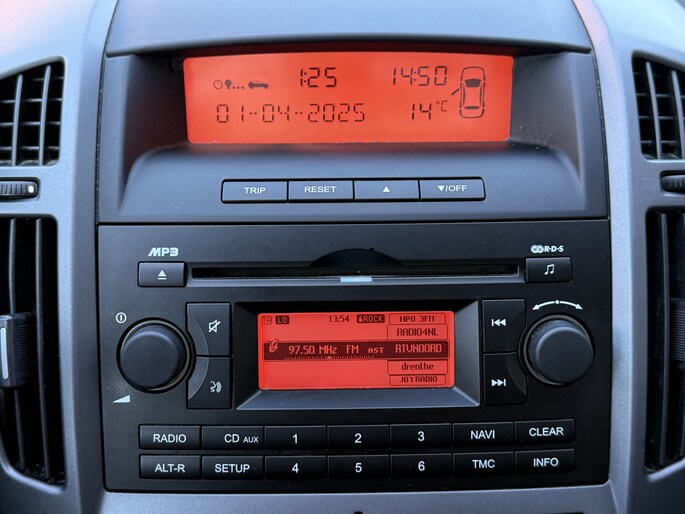 1:25 14:50
01-04-2025 14°C
TRIP RESET ▲ ▼/OFF
MP3 R·D·S
LO 13:54 ROCK NPO 3FM
RADIO4NL
97.50 MHz FM AST RTVNOORD
drenthe
JOYRADIO
RADIO CD AUX 1 2 3 NAVI CLEAR
ALT-R SETUP 4 5 6 TMC INFO